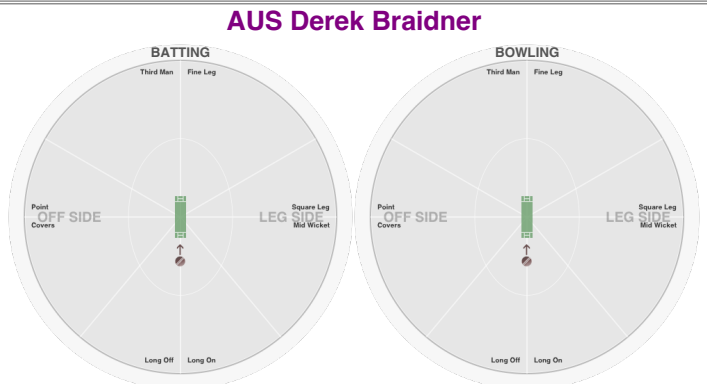 AUS Derek Braidner
BATTING
Third Man Fine Leg
Point
OFF SIDE
Covers
Square Leg
LEG SIDE
Mid Wicket
Long Off Long On
BOWLING
Third Man Fine Leg
Point
OFF SIDE
Covers
Square Leg
LEG SIDE
Mid Wicket
Long Off Long On